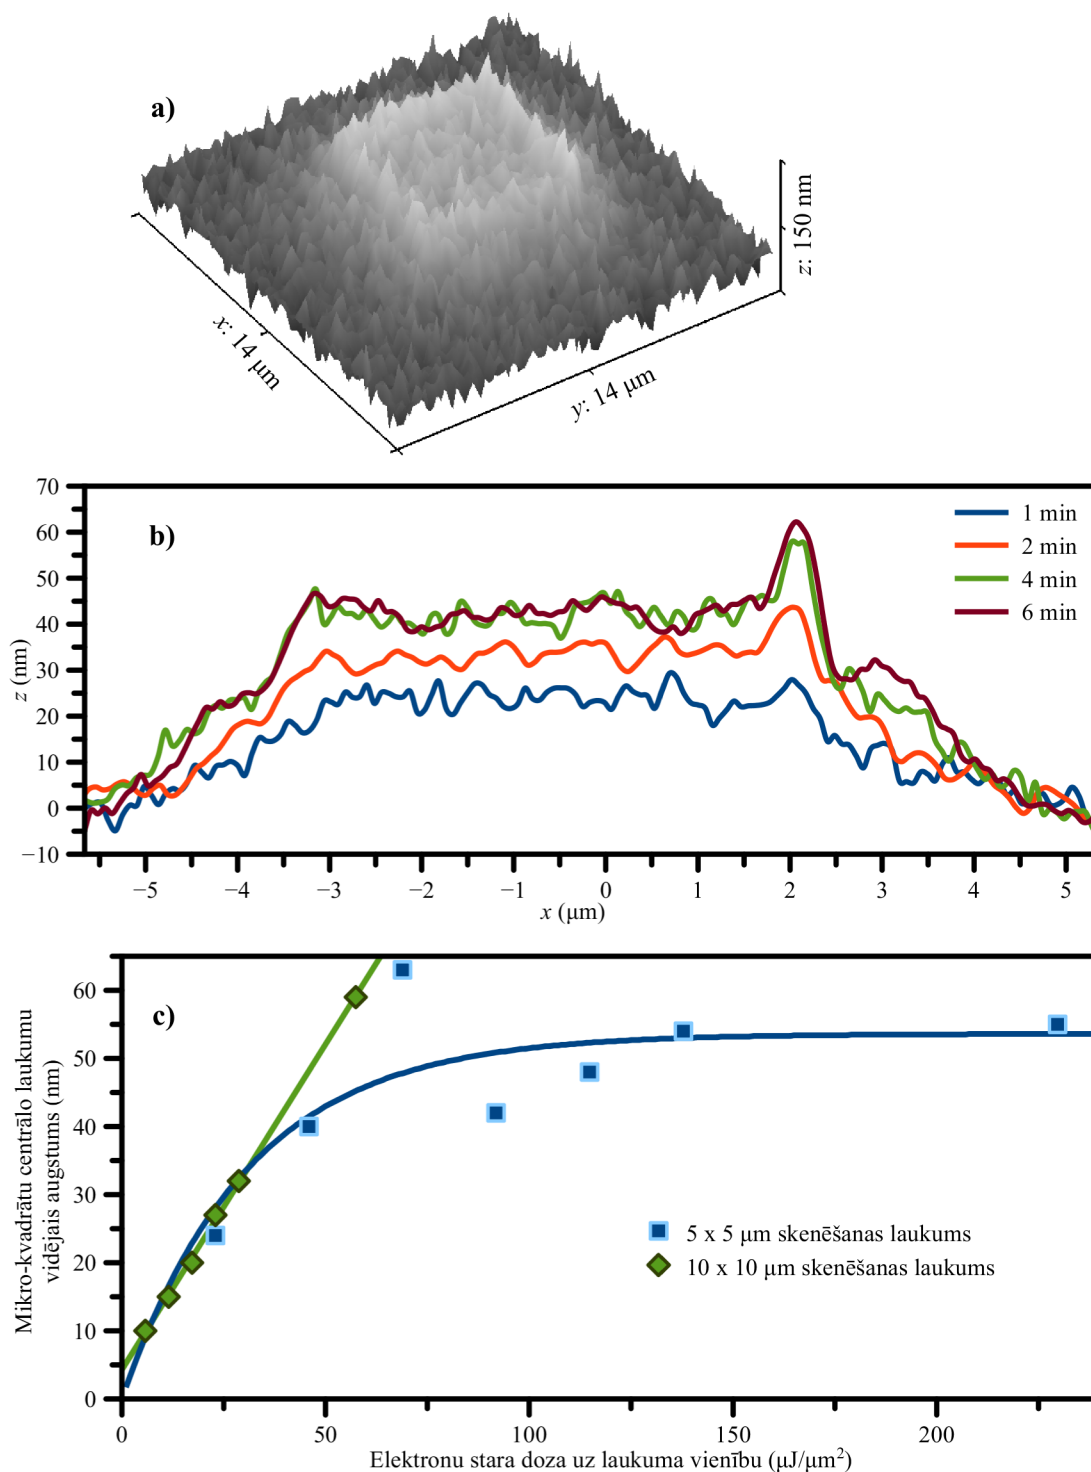 a)
z: 150 nm
x: 14 μm
y: 14 μm
70
60
50
40
30
20
10
0
−10
z (nm)
b)
1 min
2 min
4 min
6 min
−5 −4 −3 −2 −1 0 1 2 3 4 5
x (μm)
60
50
40
30
20
10
0
Mikro-kvadrātu centrālo laukumu
vidējais augstums (nm)
c)
5 x 5 μm skenēšanas laukums
10 x 10 μm skenēšanas laukums
0 50 100 150 200
Elektronu stara doza uz laukuma vienību (μJ/μm²)